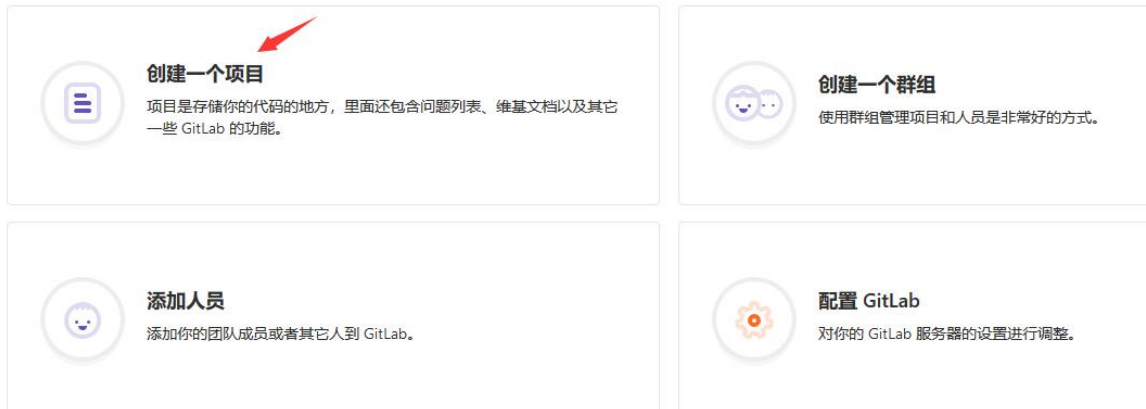 创建一个项目
项目是存储你的代码的地方，里面还包含问题列表、维基文档以及其它
一些 GitLab 的功能。
创建一个群组
使用群组管理项目和人员是非常好的方式。
添加人员
添加你的团队成员或者其它人到 GitLab。
配置 GitLab
对你的 GitLab 服务器的设置进行调整。